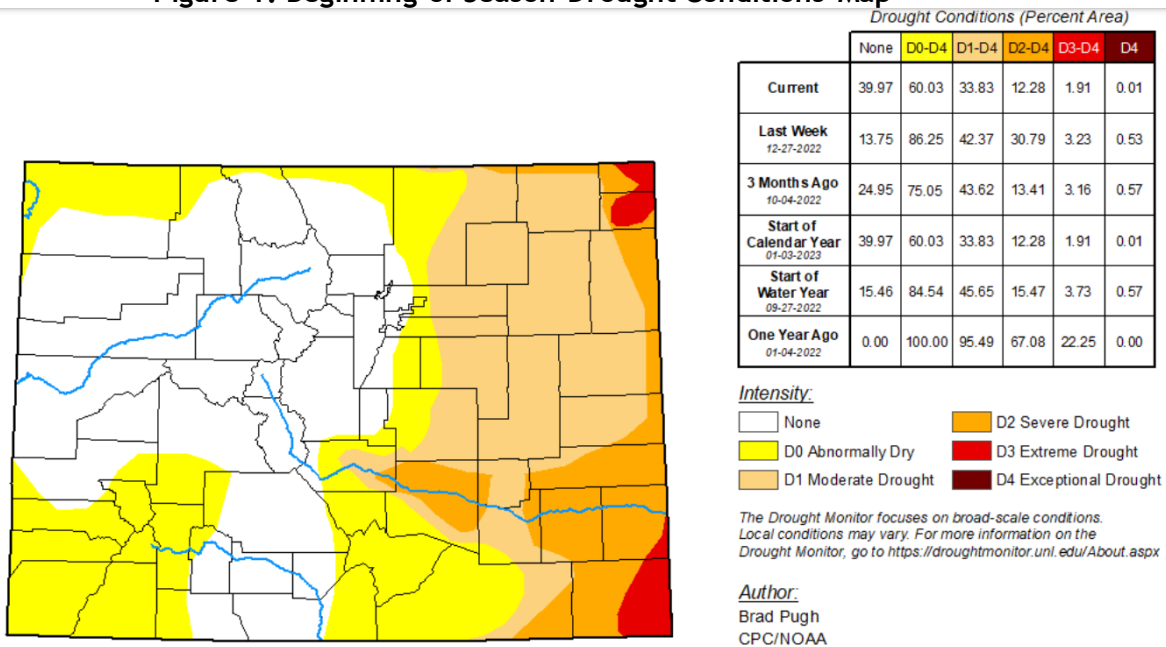 Figure 1: Beginning of Season Drought Conditions Map
Drought Conditions (Percent Area)
None D0-D4 D1-D4 D2-D4 D3-D4 D4
Current 39.97 60.03 33.83 12.28 1.91 0.01
Last Week
12-27-2022
13.75 86.25 42.37 30.79 3.23 0.53
3 Months Ago
10-04-2022
24.95 75.05 43.62 13.41 3.16 0.57
Start of
Calendar Year
01-03-2023
39.97 60.03 33.83 12.28 1.91 0.01
Start of
Water Year
09-27-2022
15.46 84.54 45.65 15.47 3.73 0.57
One Year Ago
01-04-2022
0.00 100.00 95.49 67.08 22.25 0.00
Intensity:
None
D0 Abnormally Dry
D1 Moderate Drought
D2 Severe Drought
D3 Extreme Drought
D4 Exceptional Drought
The Drought Monitor focuses on broad-scale conditions.
Local conditions may vary. For more information on the
Drought Monitor, go to https://droughtmonitor.unl.edu/About.aspx
Author:
Brad Pugh
CPC/NOAA